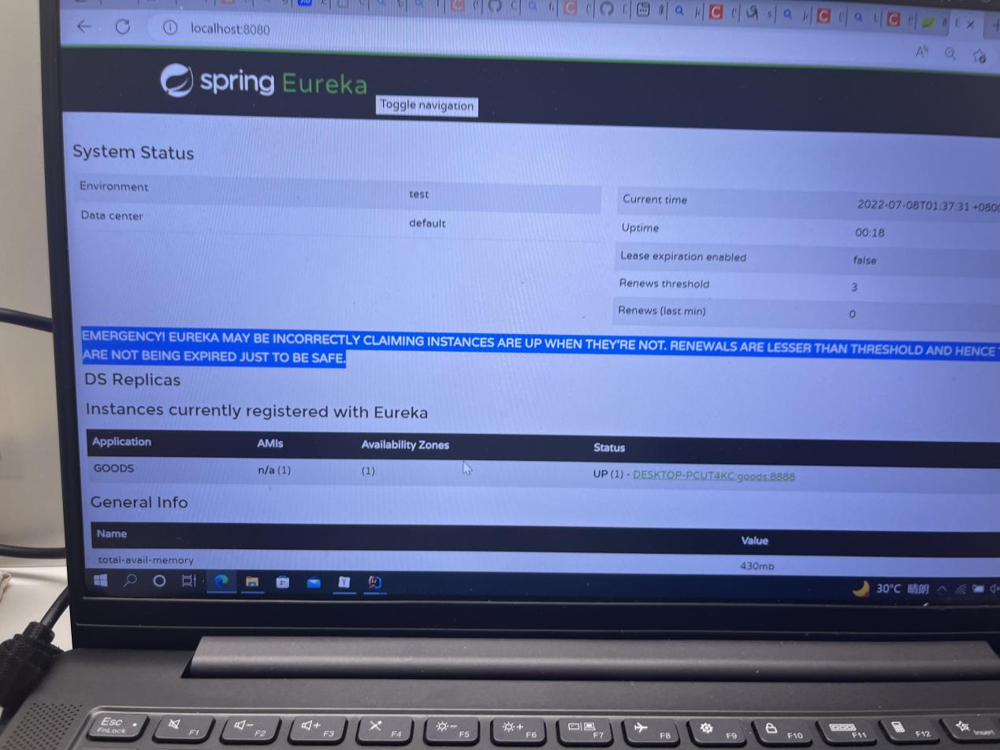 localhost:8080
spring Eureka
Toggle navigation
System Status
Environment test
Data center default
Current time 2022-07-08T01:37:31 +080
Uptime 00:18
Lease expiration enabled false
Renews threshold 3
Renews (last min) 0
EMERGENCY! EUREKA MAY BE INCORRECTLY CLAIMING INSTANCES ARE UP WHEN THEY'RE NOT. RENEWALS ARE LESSER THAN THRESHOLD AND HENCE
ARE NOT BEING EXPIRED JUST TO BE SAFE.
DS Replicas
Instances currently registered with Eureka
Application AMIs Availability Zones Status
GOODS n/a (1) (1) UP (1) - DESKTOP-PCUT4KC:goods:8888
General Info
Name Value
total-avail-memory 430mb
30°C 晴朗
Esc F1 F2 F3 F4 F5 F6 F7 F8 F9 F10 F11 F12 Insert
FnLock